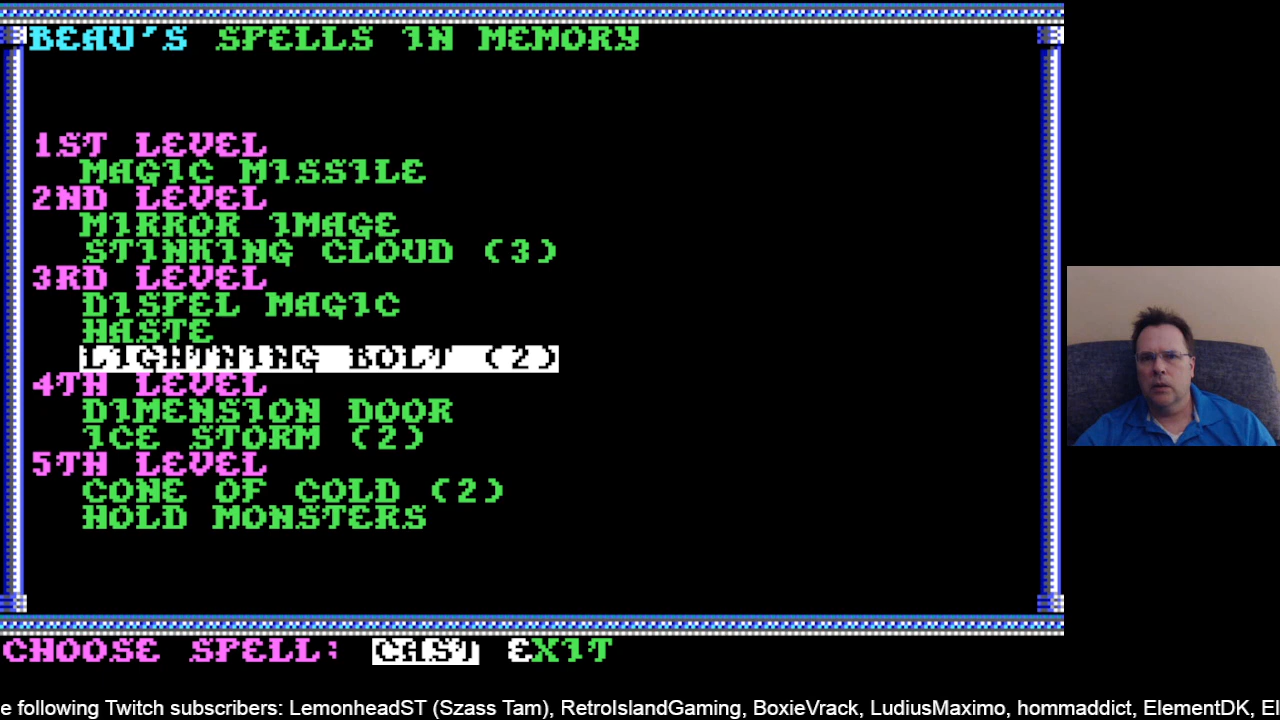 BEAU'S SPELLS IN MEMORY
1ST LEVEL
MAGIC MISSILE
2ND LEVEL
MIRROR IMAGE
STINKING CLOUD (3)
3RD LEVEL
DISPEL MAGIC
HASTE
LIGHTNING BOLT (2)
4TH LEVEL
DIMENSION DOOR
ICE STORM (2)
5TH LEVEL
CONE OF COLD (2)
HOLD MONSTERS
CHOOSE SPELL: CAST EXIT
e following Twitch subscribers: LemonheadST (Szass Tam), RetroIslandGaming, BoxieVrack, LudiusMaximo, hommaddict, ElementDK, El